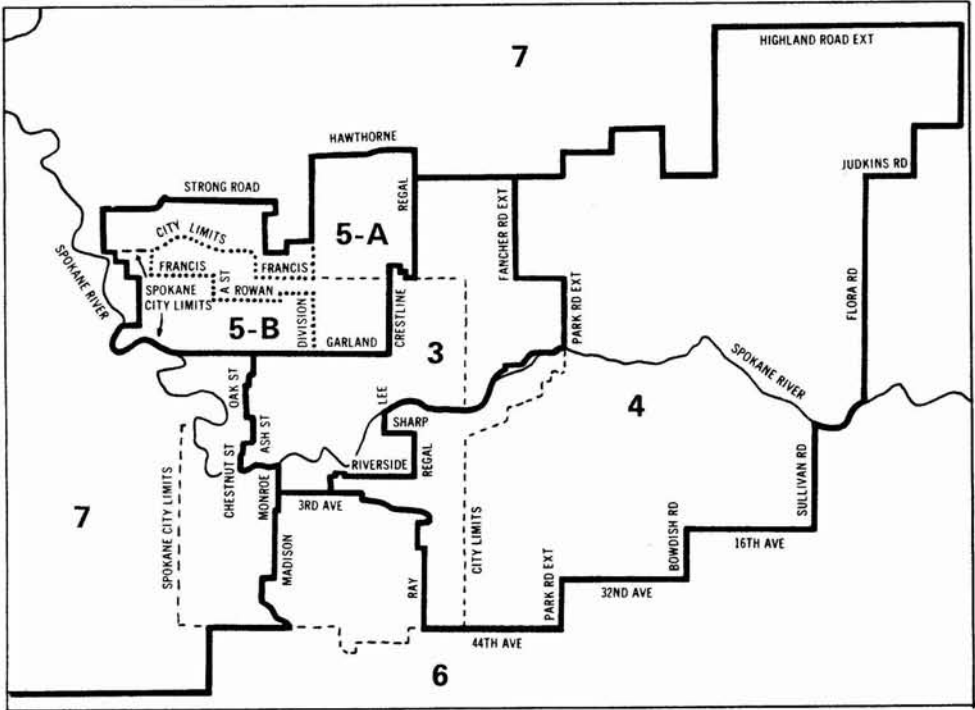 HIGHLAND ROAD EXT
7
HAWTHORNE
JUDKINS RD
STRONG ROAD
REGAL
5-A
CITY LIMITS
FANCHER RD EXT
SPOKANE RIVER
FRANCIS
FRANCIS
A ST
ROWAN
SPOKANE
CITY LIMITS
DIVISION
CRESTLINE
PARK RD EXT
FLORA RD
5-B
GARLAND
3
SPOKANE RIVER
OAK ST
LEE
4
ASH ST
SHARP
CHESTNUT ST
RIVERSIDE
REGAL
SPOKANE CITY LIMITS
MONROE
3RD AVE
SULLIVAN RD
7
MADISON
CITY LIMITS
BOWDISH RD
16TH AVE
RAY
PARK RD EXT
32ND AVE
44TH AVE
6